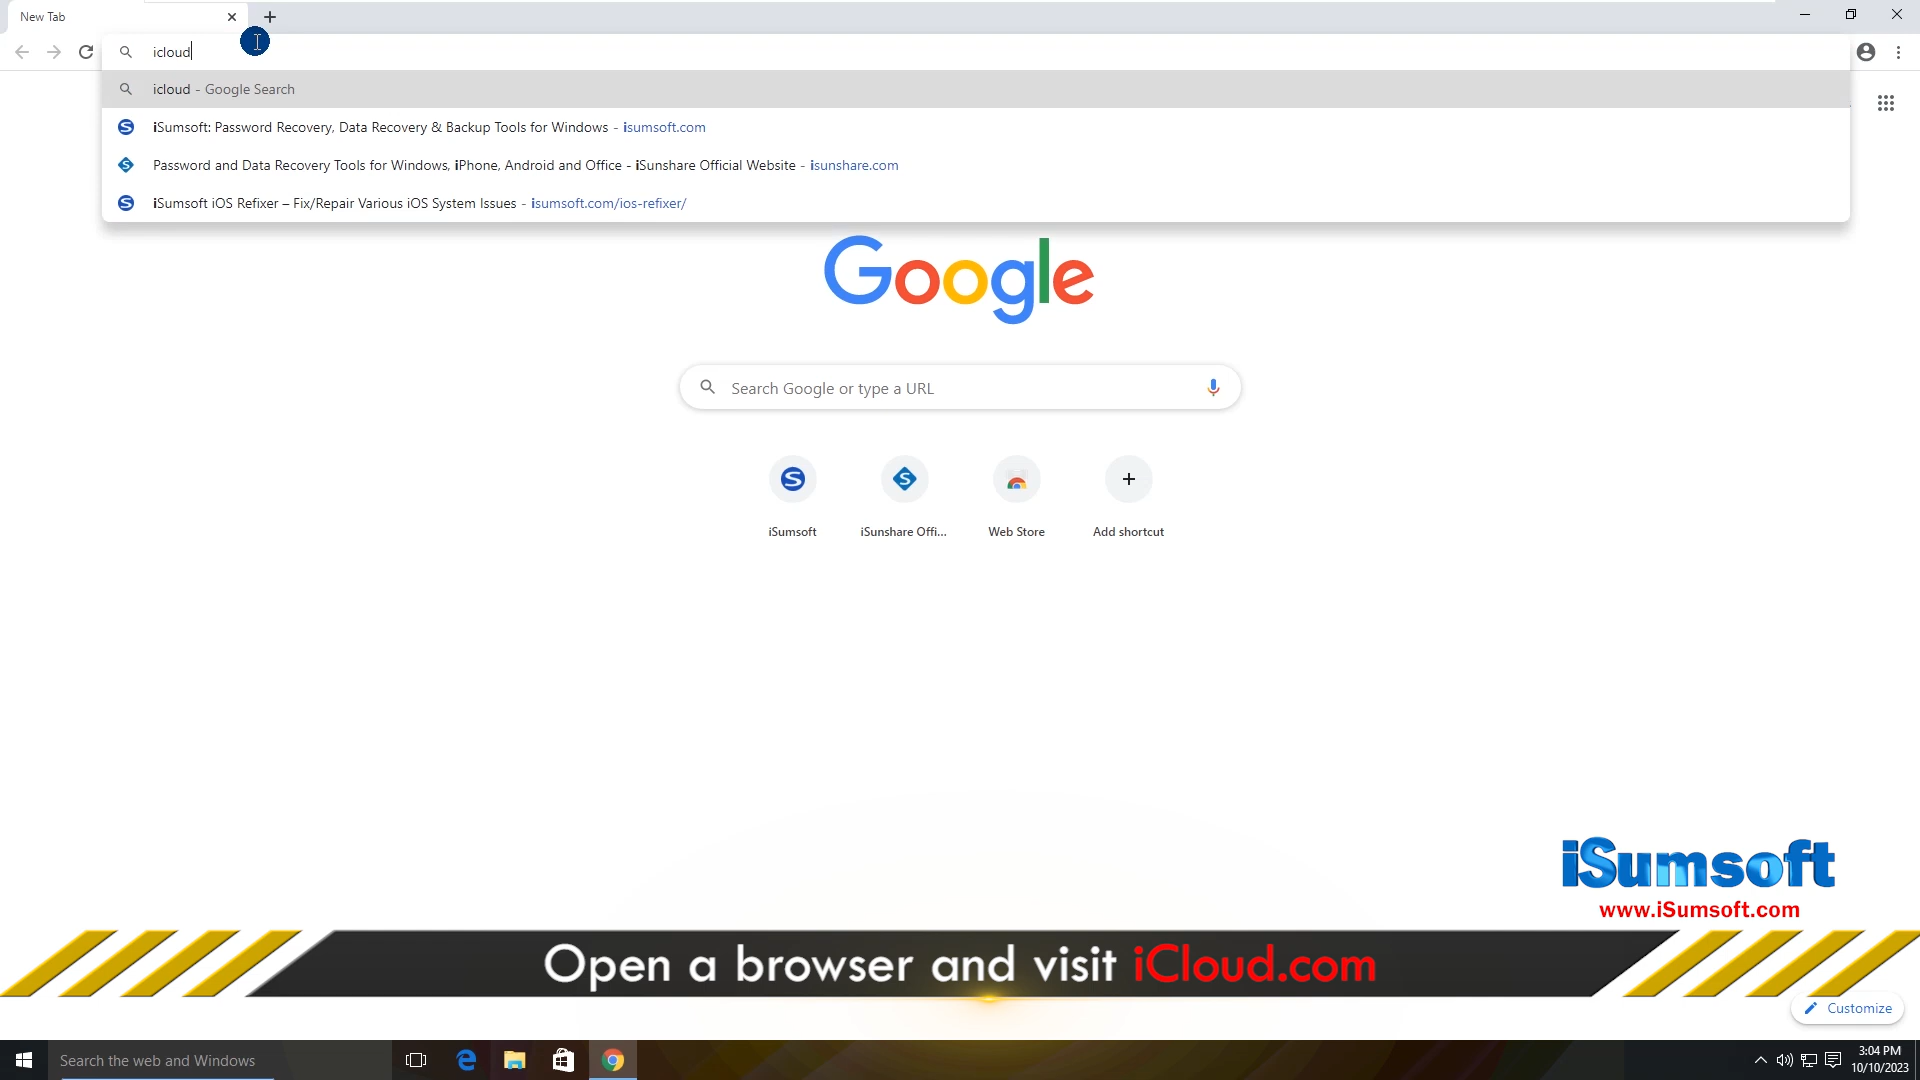 New Tab
icloud
icloud - Google Search
iSumsoft: Password Recovery, Data Recovery & Backup Tools for Windows - isumsoft.com
Password and Data Recovery Tools for Windows, iPhone, Android and Office - iSunshare Official Website - isunshare.com
iSumsoft iOS Refixer – Fix/Repair Various iOS System Issues - isumsoft.com/ios-refixer/
Google
Search Google or type a URL
iSumsoft
iSunshare Offi...
Web Store
Add shortcut
iSumsoft
www.iSumsoft.com
Open a browser and visit iCloud.com
Customize
Search the web and Windows
3:04 PM
10/10/2023